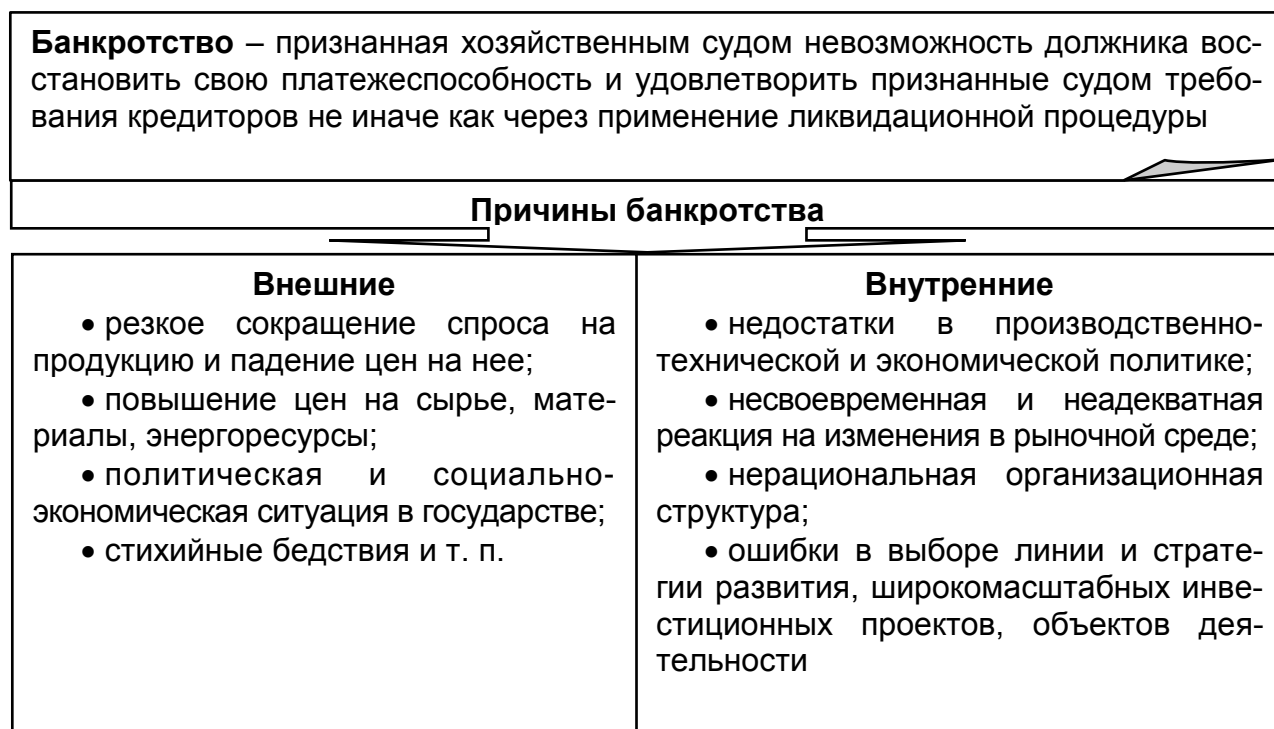 Банкротство – признанная хозяйственным судом невозможность должника вос-
становить свою платежеспособность и удовлетворить признанные судом требо-
вания кредиторов не иначе как через применение ликвидационной процедуры
Причины банкротства
Внешние
• резкое сокращение спроса на
продукцию и падение цен на нее;
• повышение цен на сырье, мате-
риалы, энергоресурсы;
• политическая и социально-
экономическая ситуация в государстве;
• стихийные бедствия и т. п.
Внутренние
• недостатки в производственно-
технической и экономической политике;
• несвоевременная и неадекватная
реакция на изменения в рыночной среде;
• нерациональная организационная
структура;
• ошибки в выборе линии и страте-
гии развития, широкомасштабных инве-
стиционных проектов, объектов дея-
тельности